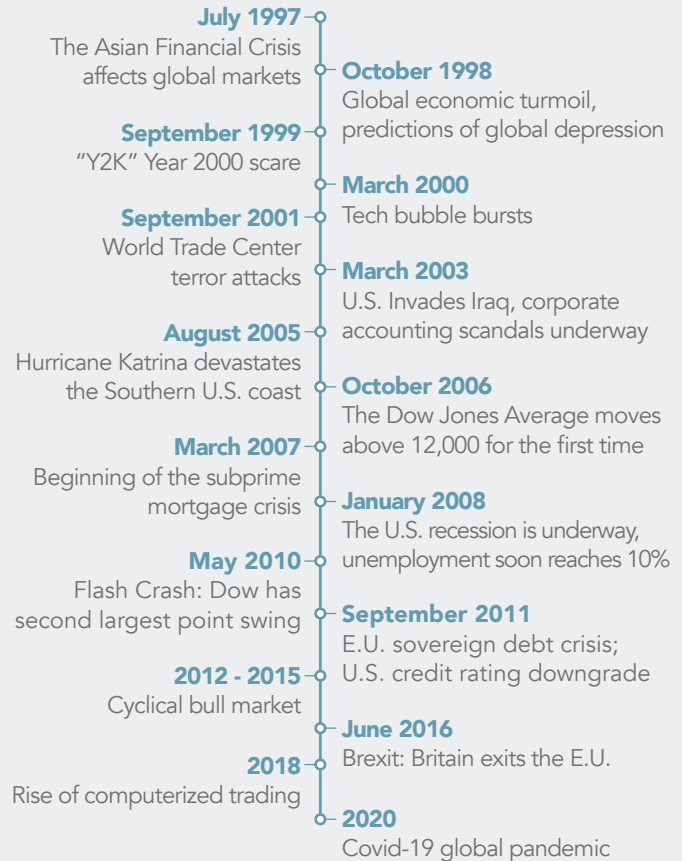 July 1997
The Asian Financial Crisis
affects global markets
October 1998
Global economic turmoil,
predictions of global depression
September 1999
“Y2K” Year 2000 scare
March 2000
Tech bubble bursts
September 2001
World Trade Center
terror attacks
March 2003
U.S. Invades Iraq, corporate
accounting scandals underway
August 2005
Hurricane Katrina devastates
the Southern U.S. coast
October 2006
The Dow Jones Average moves
above 12,000 for the first time
March 2007
Beginning of the subprime
mortgage crisis
January 2008
The U.S. recession is underway,
unemployment soon reaches 10%
May 2010
Flash Crash: Dow has
second largest point swing
September 2011
E.U. sovereign debt crisis;
U.S. credit rating downgrade
2012 - 2015
Cyclical bull market
June 2016
Brexit: Britain exits the E.U.
2018
Rise of computerized trading
2020
Covid-19 global pandemic